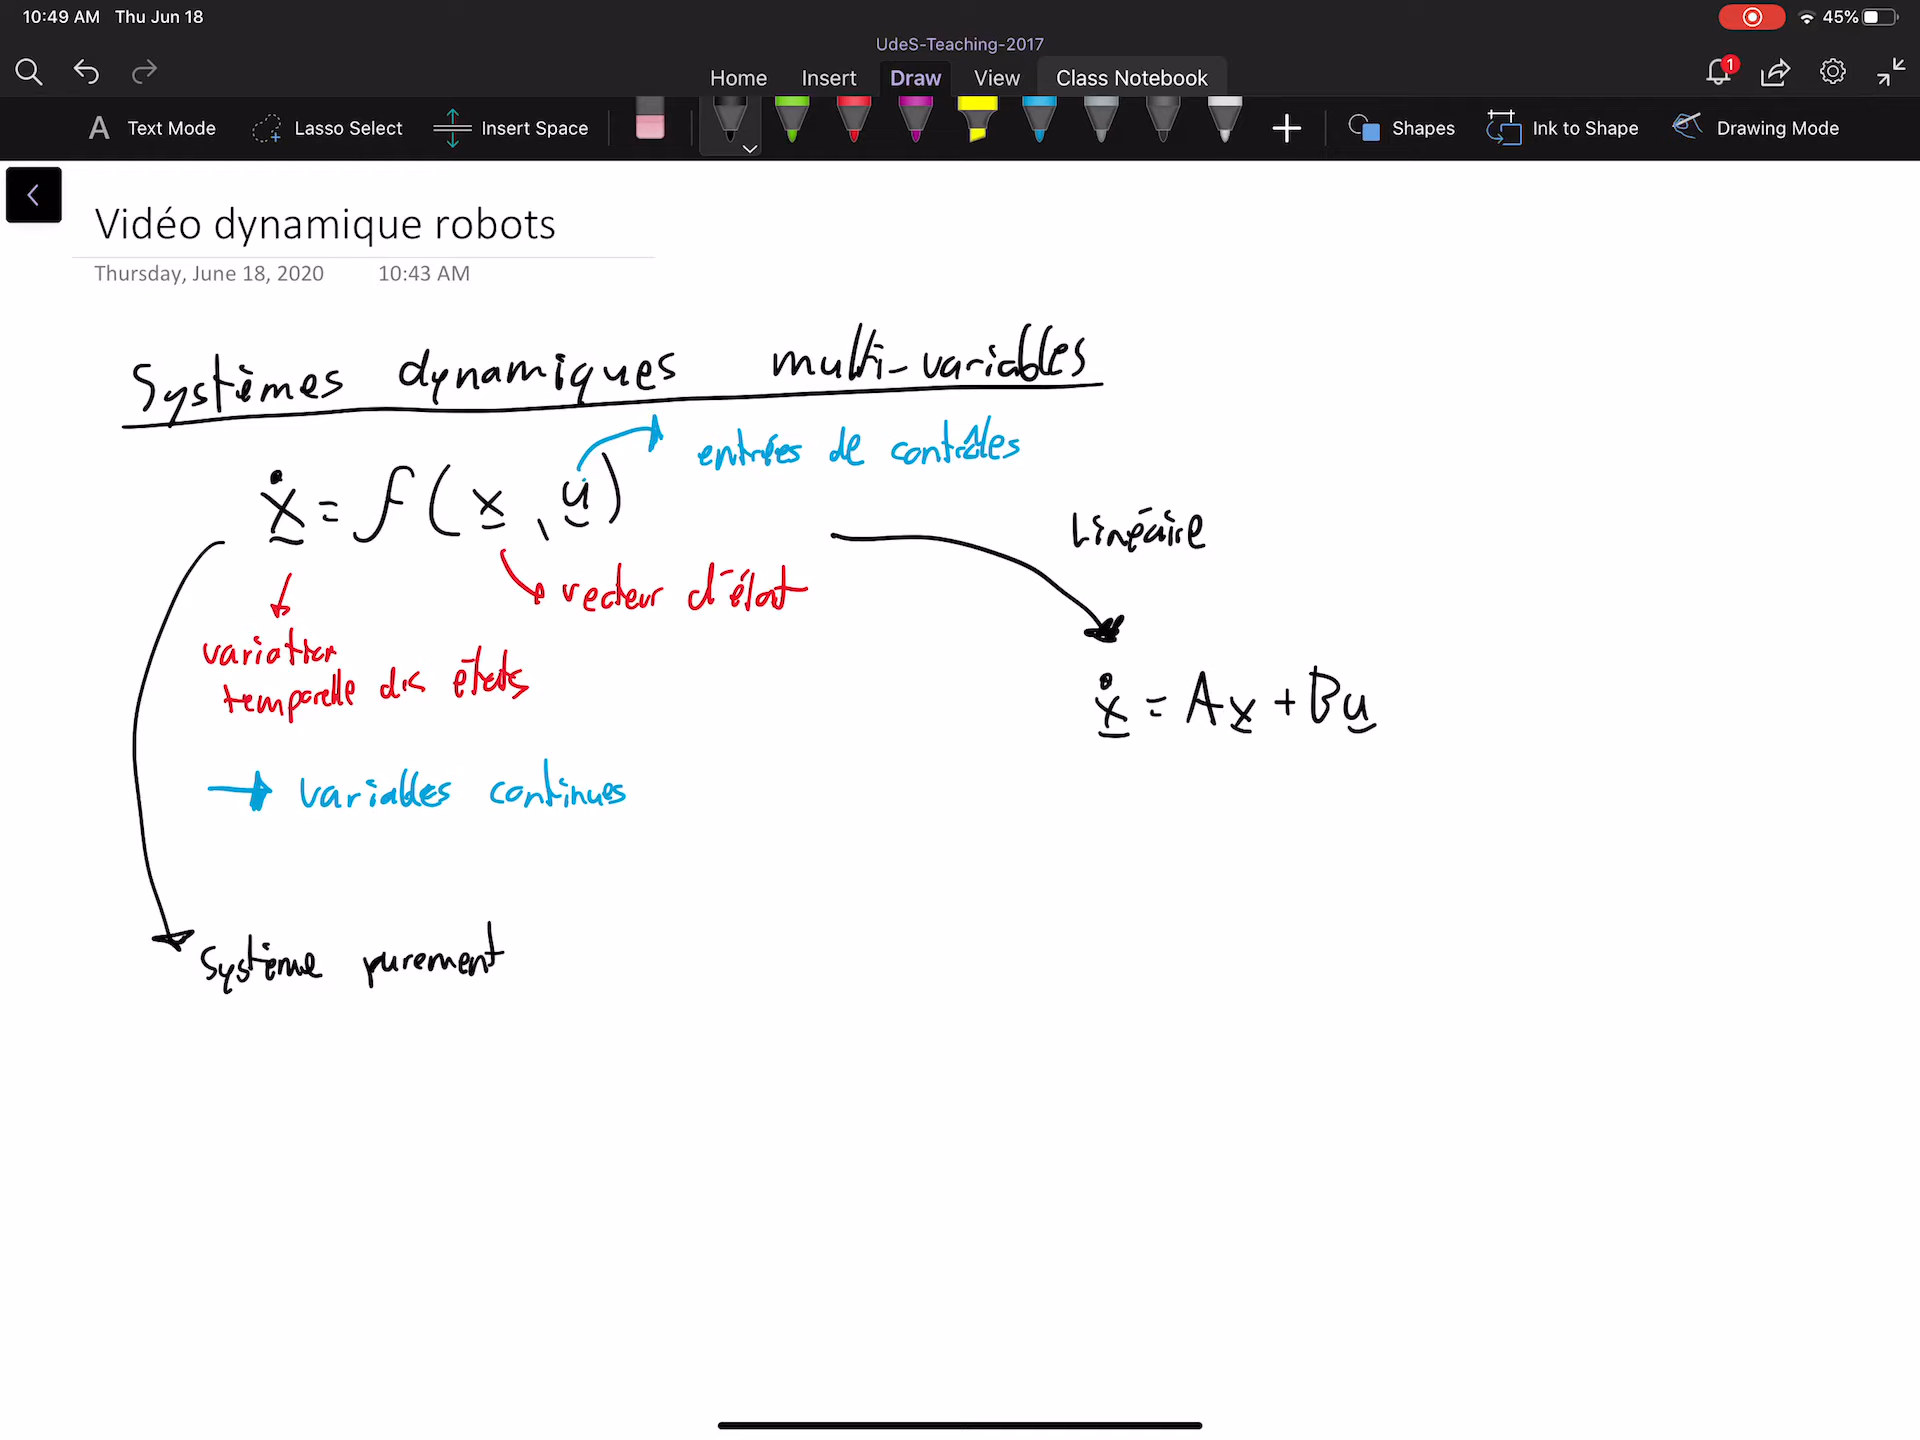 10:49 AM Thu Jun 18
45%
UdeS-Teaching-2017
Home Insert Draw View Class Notebook
1
Text Mode Lasso Select Insert Space Shapes Ink to Shape Drawing Mode
Vidéo dynamique robots
Thursday, June 18, 2020 10:43 AM
Systèmes dynamiques multi-variables
entrées de contrôles
ẋ = f(x, u)
Linéaire
vecteur d'état
variation
temporelle des états
ẋ = Ax + Bu
variables continues
Système purement